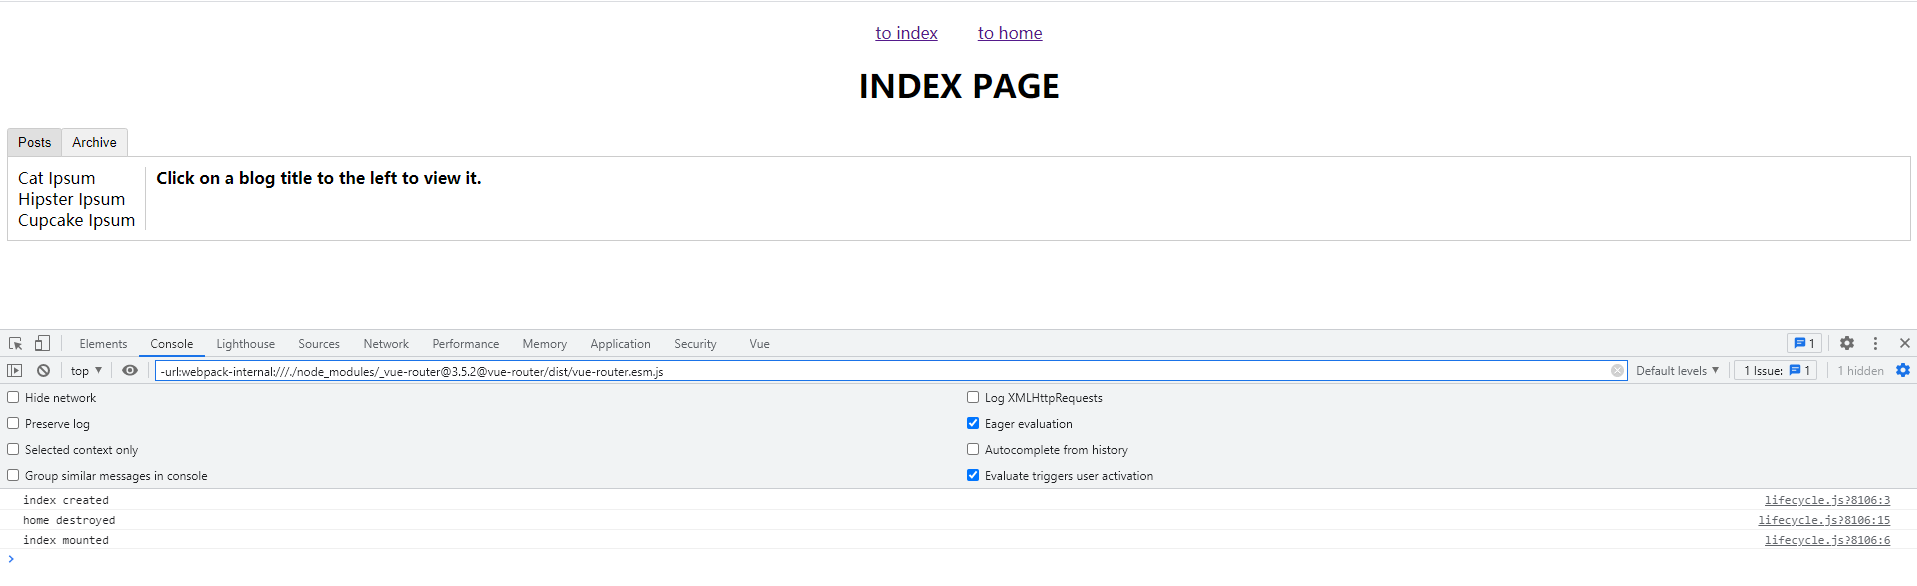 to index to home
INDEX PAGE
Posts Archive
Cat Ipsum
Hipster Ipsum
Cupcake Ipsum
Click on a blog title to the left to view it.
Elements Console Lighthouse Sources Network Performance Memory Application Security Vue 1
top -url:webpack-internal:///./node_modules/_vue-router@3.5.2@vue-router/dist/vue-router.esm.js Default levels 1 Issue: 1 1 hidden
Hide network Log XMLHttpRequests
Preserve log Eager evaluation
Selected context only Autocomplete from history
Group similar messages in console Evaluate triggers user activation
index created lifecycle.js?8106:3
home destroyed lifecycle.js?8106:15
index mounted lifecycle.js?8106:6